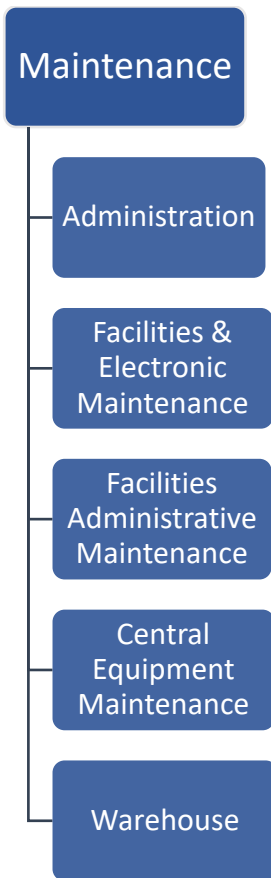 Maintenance
Administration
Facilities &
Electronic
Maintenance
Facilities
Administrative
Maintenance
Central
Equipment
Maintenance
Warehouse